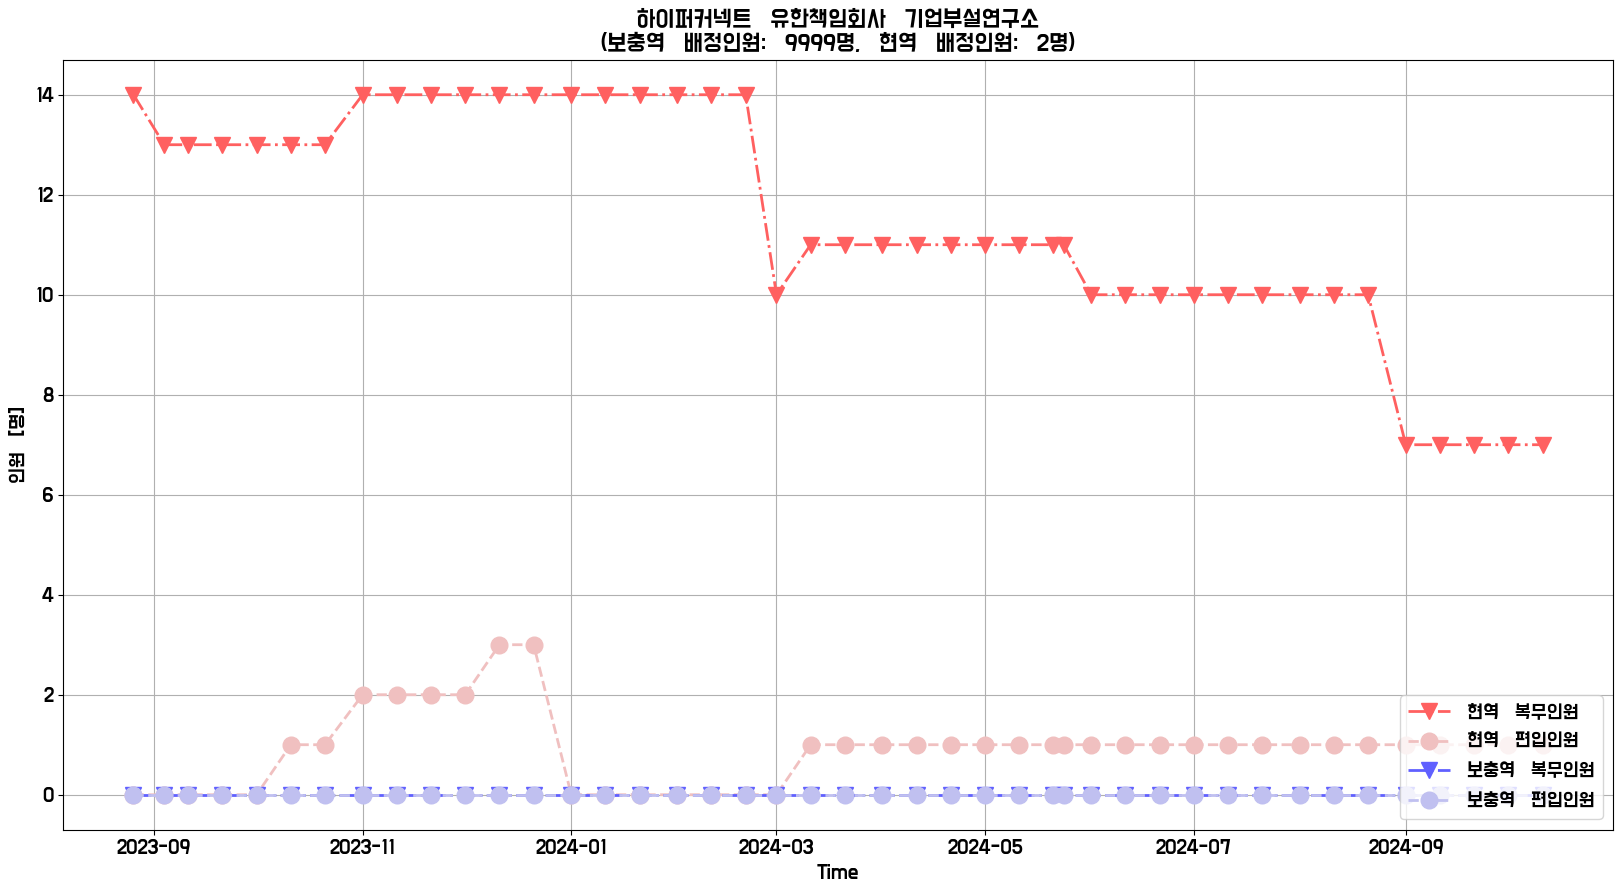 하이퍼커넥트 유한책임회사 기업부설연구소
(보충역 배정인원: 9999명, 현역 배정인원: 2명)
14
12
10
8
6
4
2
0
인원 [명]
2023-09
2023-11
2024-01
2024-03
2024-05
2024-07
2024-09
Time
현역 복무인원
현역 편입인원
보충역 복무인원
보충역 편입인원